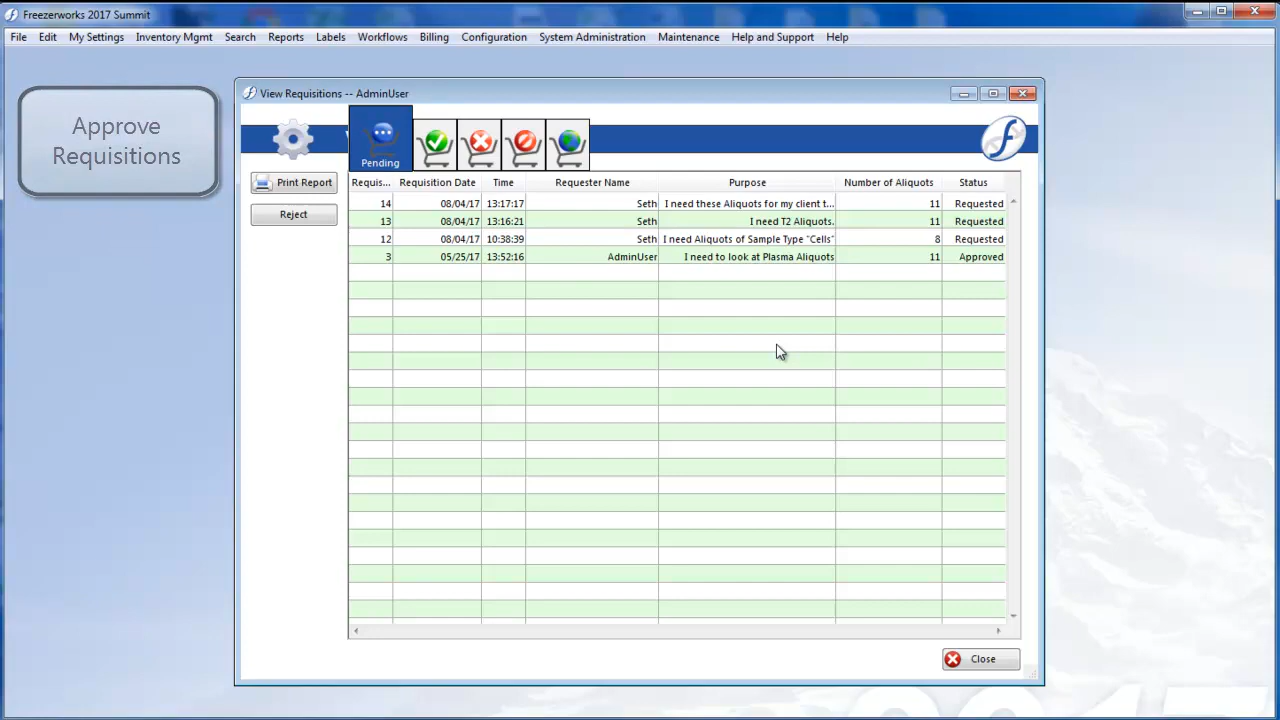 Freezerworks 2017 Summit
File Edit My Settings Inventory Mgmt Search Reports Labels Workflows Billing Configuration System Administration Maintenance Help and Support Help
Approve
Requisitions
View Requisitions -- AdminUser
Pending
Print Report
Reject
Requis... Requisition Date Time Requester Name Purpose Number of Aliquots Status
14 08/04/17 13:17:17 Seth I need these Aliquots for my client t... 11 Requested
13 08/04/17 13:16:21 Seth I need T2 Aliquots. 11 Requested
12 08/04/17 10:38:39 Seth I need Aliquots of Sample Type "Cells" 8 Requested
3 05/25/17 13:52:16 AdminUser I need to look at Plasma Aliquots 11 Approved
Close